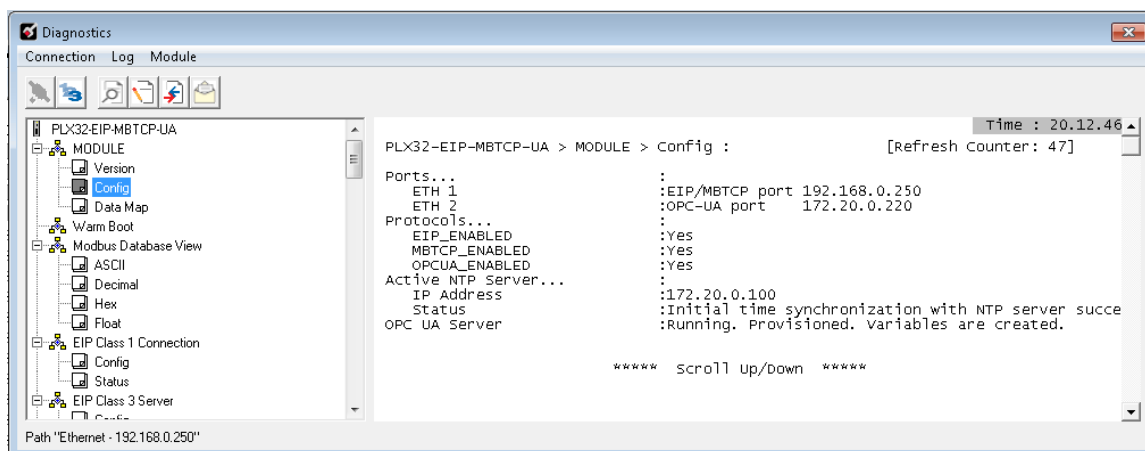 Diagnostics
Connection Log Module
PLX32-EIP-MBTCP-UA
MODULE
Version
Config
Data Map
Warm Boot
Modbus Database View
ASCII
Decimal
Hex
Float
EIP Class 1 Connection
Config
Status
EIP Class 3 Server
Time : 20.12.46
PLX32-EIP-MBTCP-UA > MODULE > Config : [Refresh Counter: 47]
Ports... :
ETH 1 :EIP/MBTCP port 192.168.0.250
ETH 2 :OPC-UA port 172.20.0.220
Protocols... :
EIP_ENABLED :Yes
MBTCP_ENABLED :Yes
OPCUA_ENABLED :Yes
Active NTP Server... :
IP Address :172.20.0.100
Status :Initial time synchronization with NTP server succe
OPC UA Server :Running. Provisioned. Variables are created.
***** Scroll Up/Down *****
Path "Ethernet - 192.168.0.250"